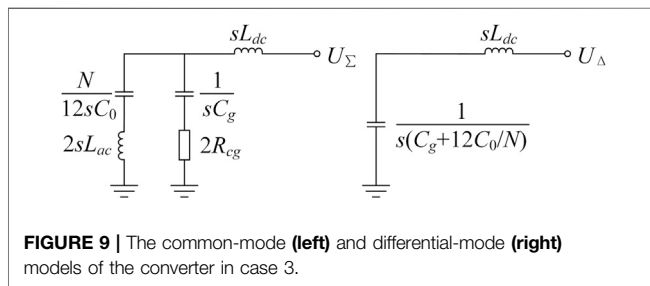 sL_dc
U_Σ
N
12sC_0
1
sC_g
2sL_ac
2R_cg
sL_dc
U_Δ
1
s(C_g+12C_0/N)
FIGURE 9 | The common-mode (left) and differential-mode (right)
models of the converter in case 3.